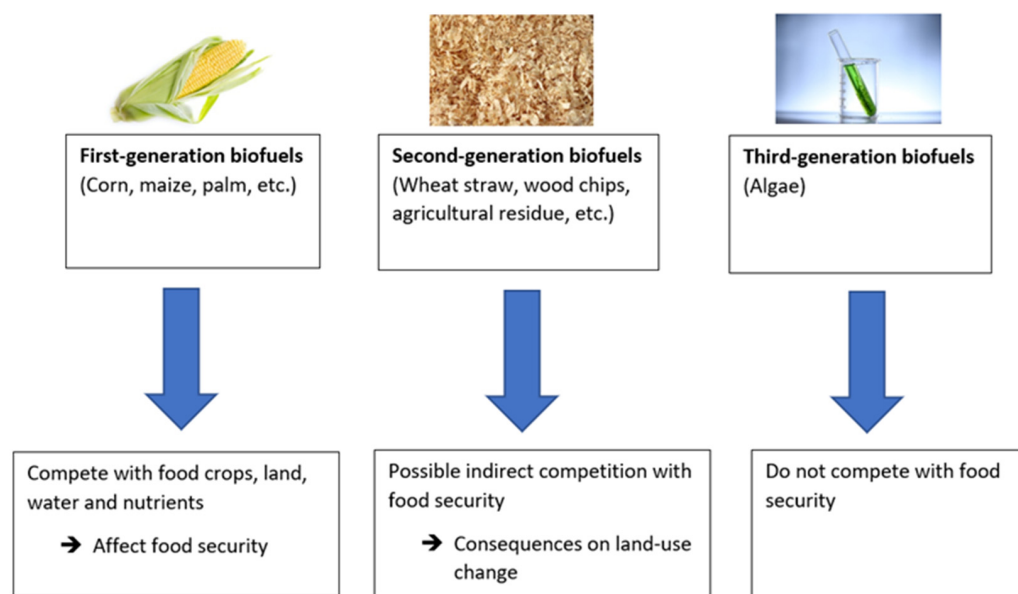 First-generation biofuels
(Corn, maize, palm, etc.)
Second-generation biofuels
(Wheat straw, wood chips,
agricultural residue, etc.)
Third-generation biofuels
(Algae)
Compete with food crops, land,
water and nutrients
➔ Affect food security
Possible indirect competition with
food security
➔ Consequences on land-use
change
Do not compete with food
security